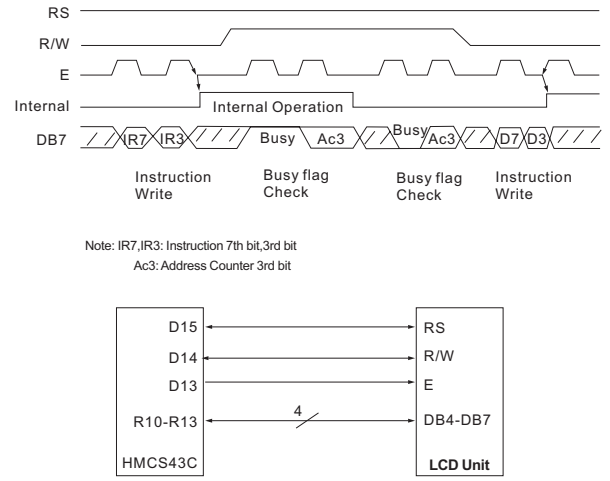 RS
R/W
E
Internal
Internal Operation
DB7
IR7 IR3 Busy Ac3 Busy Ac3 D7 D3
Instruction Write
Busy flag Check
Busy flag Check
Instruction Write
Note: IR7,IR3: Instruction 7th bit,3rd bit
Ac3: Address Counter 3rd bit
D15 RS
D14 R/W
D13 E
R10-R13 4 DB4-DB7
HMCS43C LCD Unit